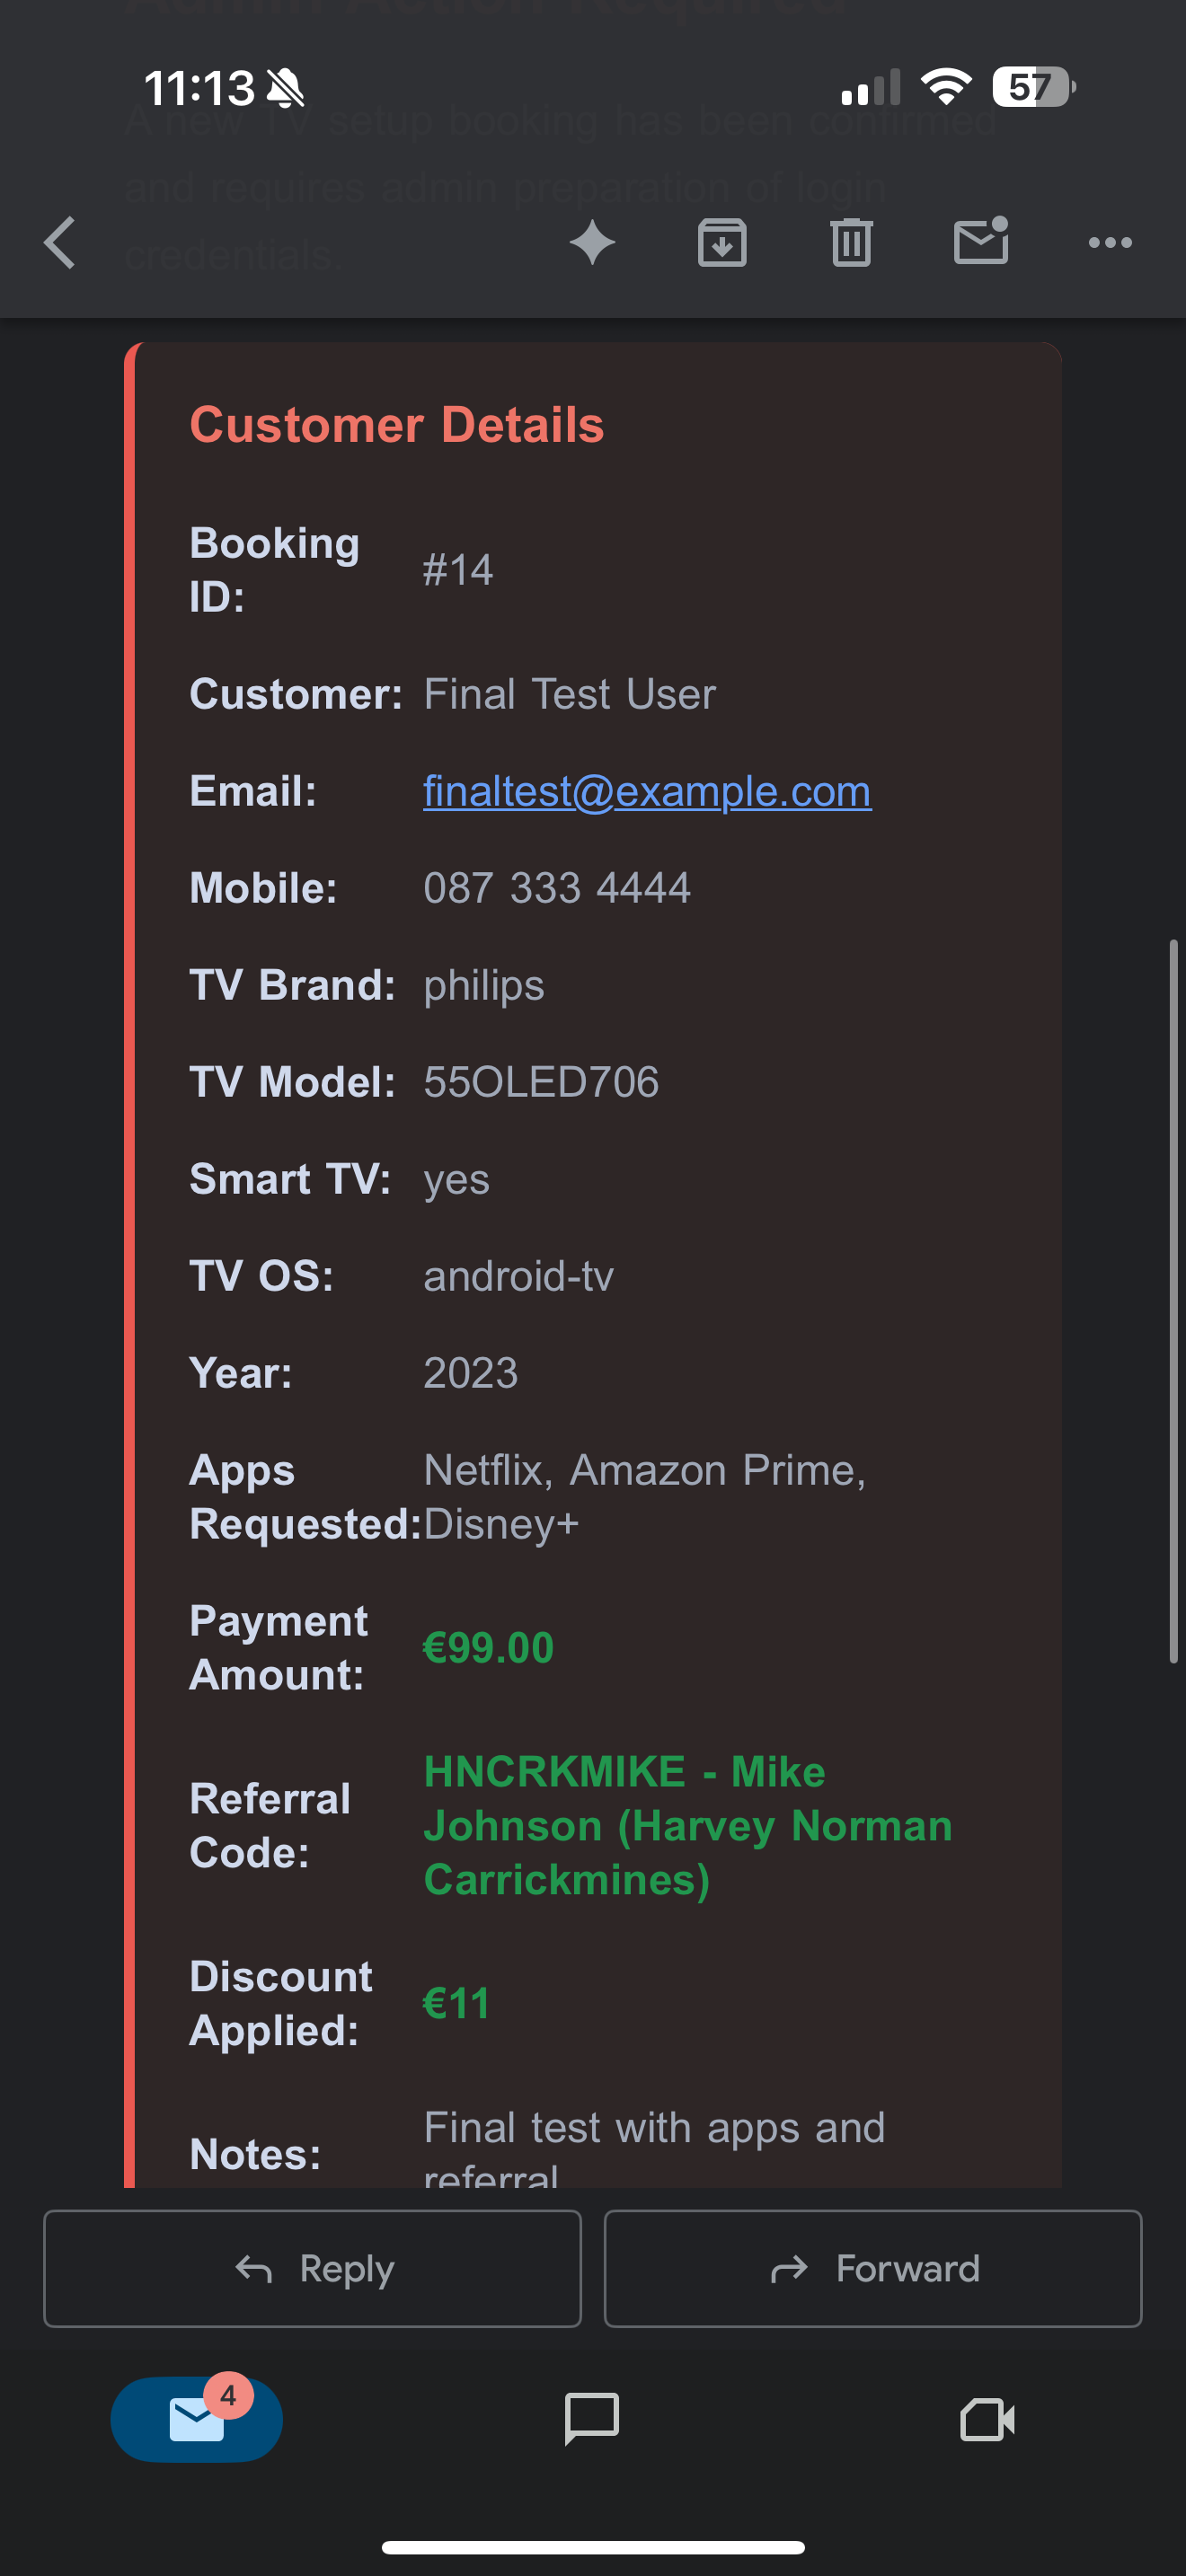 Admin Action Required
11:13
57
A new TV setup booking has been confirmed
and requires admin preparation of login
credentials.
Customer Details
Booking
ID:
#14
Customer: Final Test User
Email: finaltest@example.com
Mobile: 087 333 4444
TV Brand: philips
TV Model: 55OLED706
Smart TV: yes
TV OS: android-tv
Year: 2023
Apps
Requested:
Netflix, Amazon Prime,
Disney+
Payment
Amount:
€99.00
Referral
Code:
HNCRKMIKE - Mike
Johnson (Harvey Norman
Carrickmines)
Discount
Applied:
€11
Notes:
Final test with apps and
referral
Reply
Forward
4